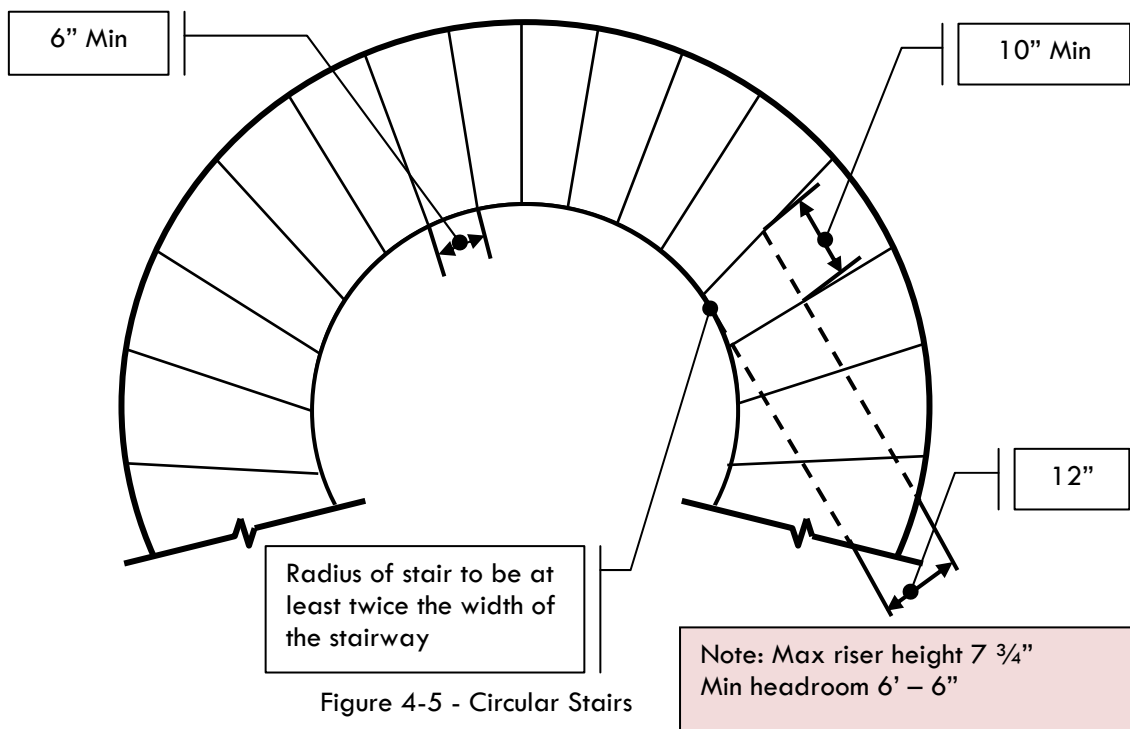 6” Min
10” Min
12”
Radius of stair to be at
least twice the width of
the stairway
Note: Max riser height 7 ¾”
Min headroom 6’ – 6”
Figure 4-5 - Circular Stairs